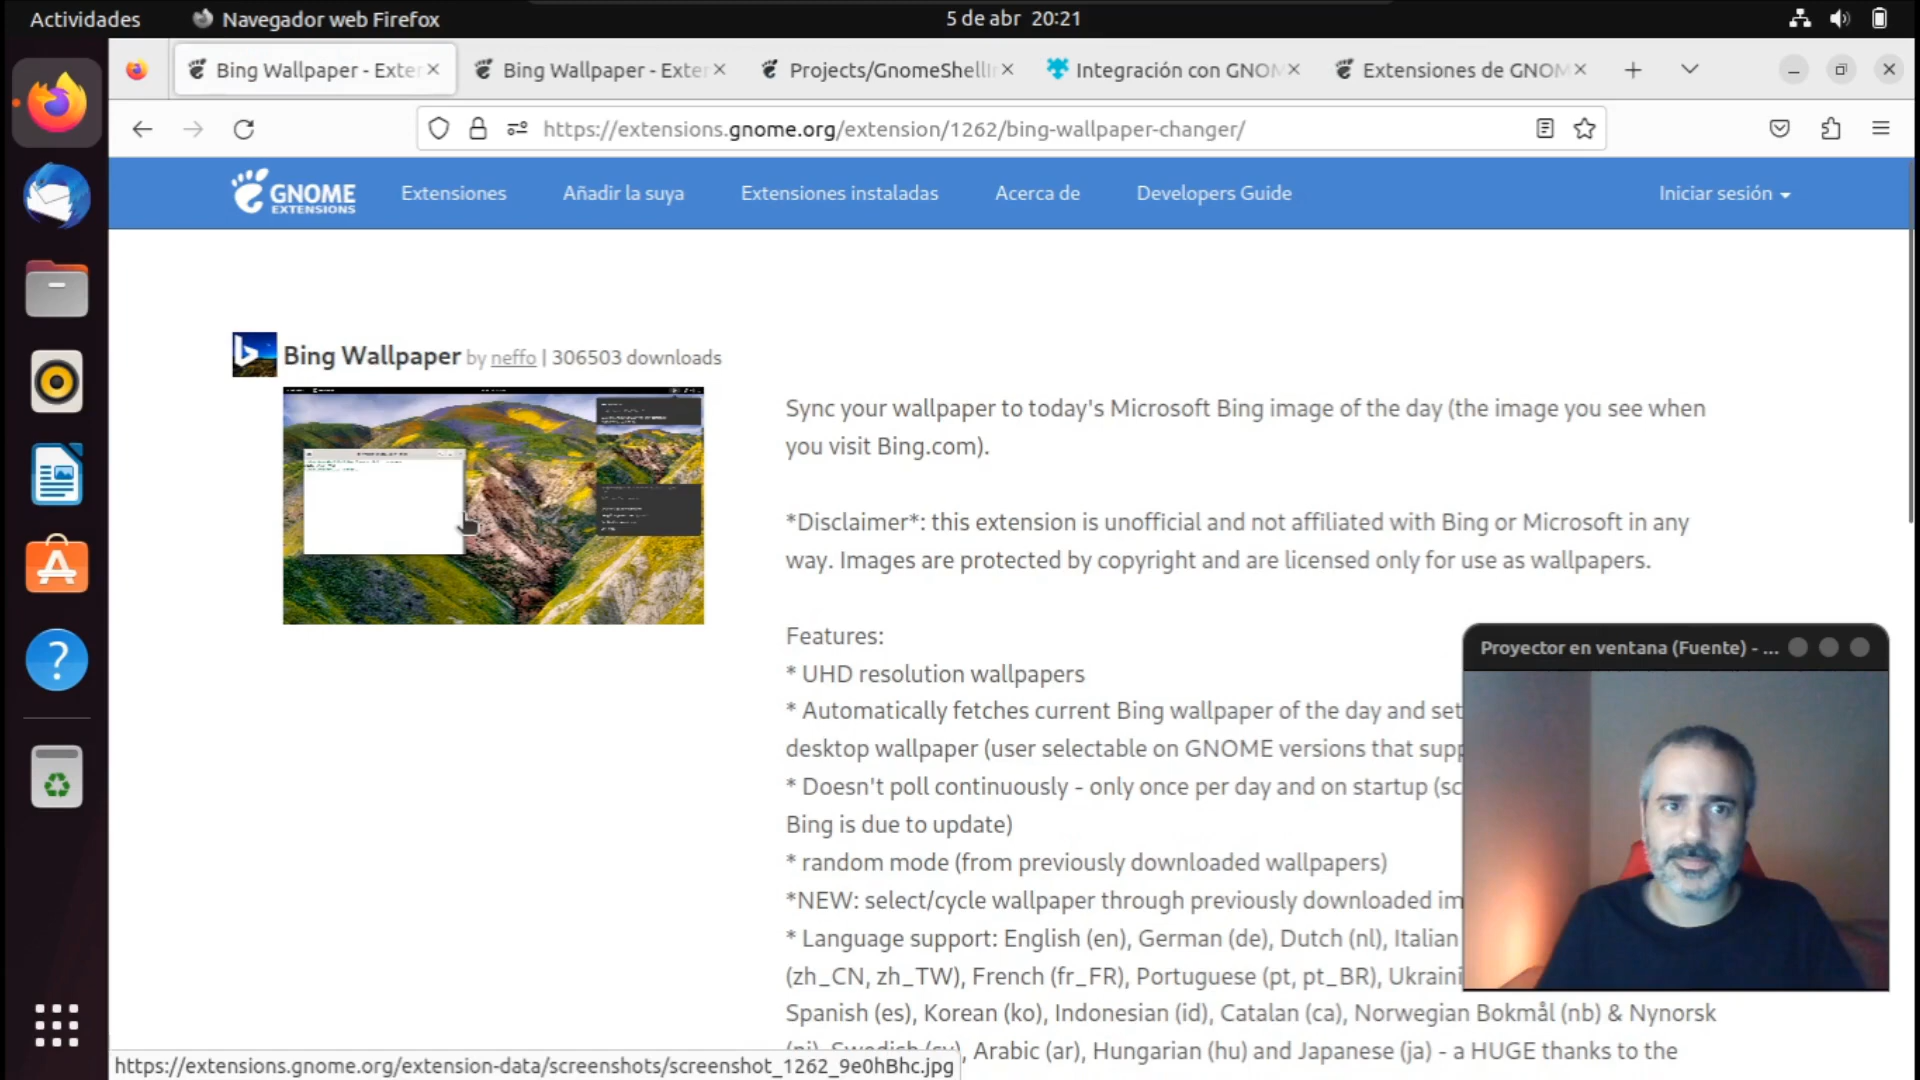 Actividades
Navegador web Firefox
5 de abr 20:21
Bing Wallpaper - Exte
Bing Wallpaper - Exte
Projects/GnomeShellI
Integración con GNOM
Extensiones de GNOM
https://extensions.gnome.org/extension/1262/bing-wallpaper-changer/
GNOME
EXTENSIONS
Extensiones
Añadir la suya
Extensiones instaladas
Acerca de
Developers Guide
Iniciar sesión
Bing Wallpaper by neffo | 306503 downloads
Sync your wallpaper to today's Microsoft Bing image of the day (the image you see when
you visit Bing.com).
*Disclaimer*: this extension is unofficial and not affiliated with Bing or Microsoft in any
way. Images are protected by copyright and are licensed only for use as wallpapers.
Features:
* UHD resolution wallpapers
* Automatically fetches current Bing wallpaper of the day and set
desktop wallpaper (user selectable on GNOME versions that supp
* Doesn't poll continuously - only once per day and on startup (sc
Bing is due to update)
* random mode (from previously downloaded wallpapers)
*NEW: select/cycle wallpaper through previously downloaded im
* Language support: English (en), German (de), Dutch (nl), Italian
(zh_CN, zh_TW), French (fr_FR), Portuguese (pt, pt_BR), Ukraini
Spanish (es), Korean (ko), Indonesian (id), Catalan (ca), Norwegian Bokmål (nb) & Nynorsk
Arabic (ar), Hungarian (hu) and Japanese (ja) - a HUGE thanks to the
Proyector en ventana (Fuente) - ...
https://extensions.gnome.org/extension-data/screenshots/screenshot_1262_9e0hBhc.jpg